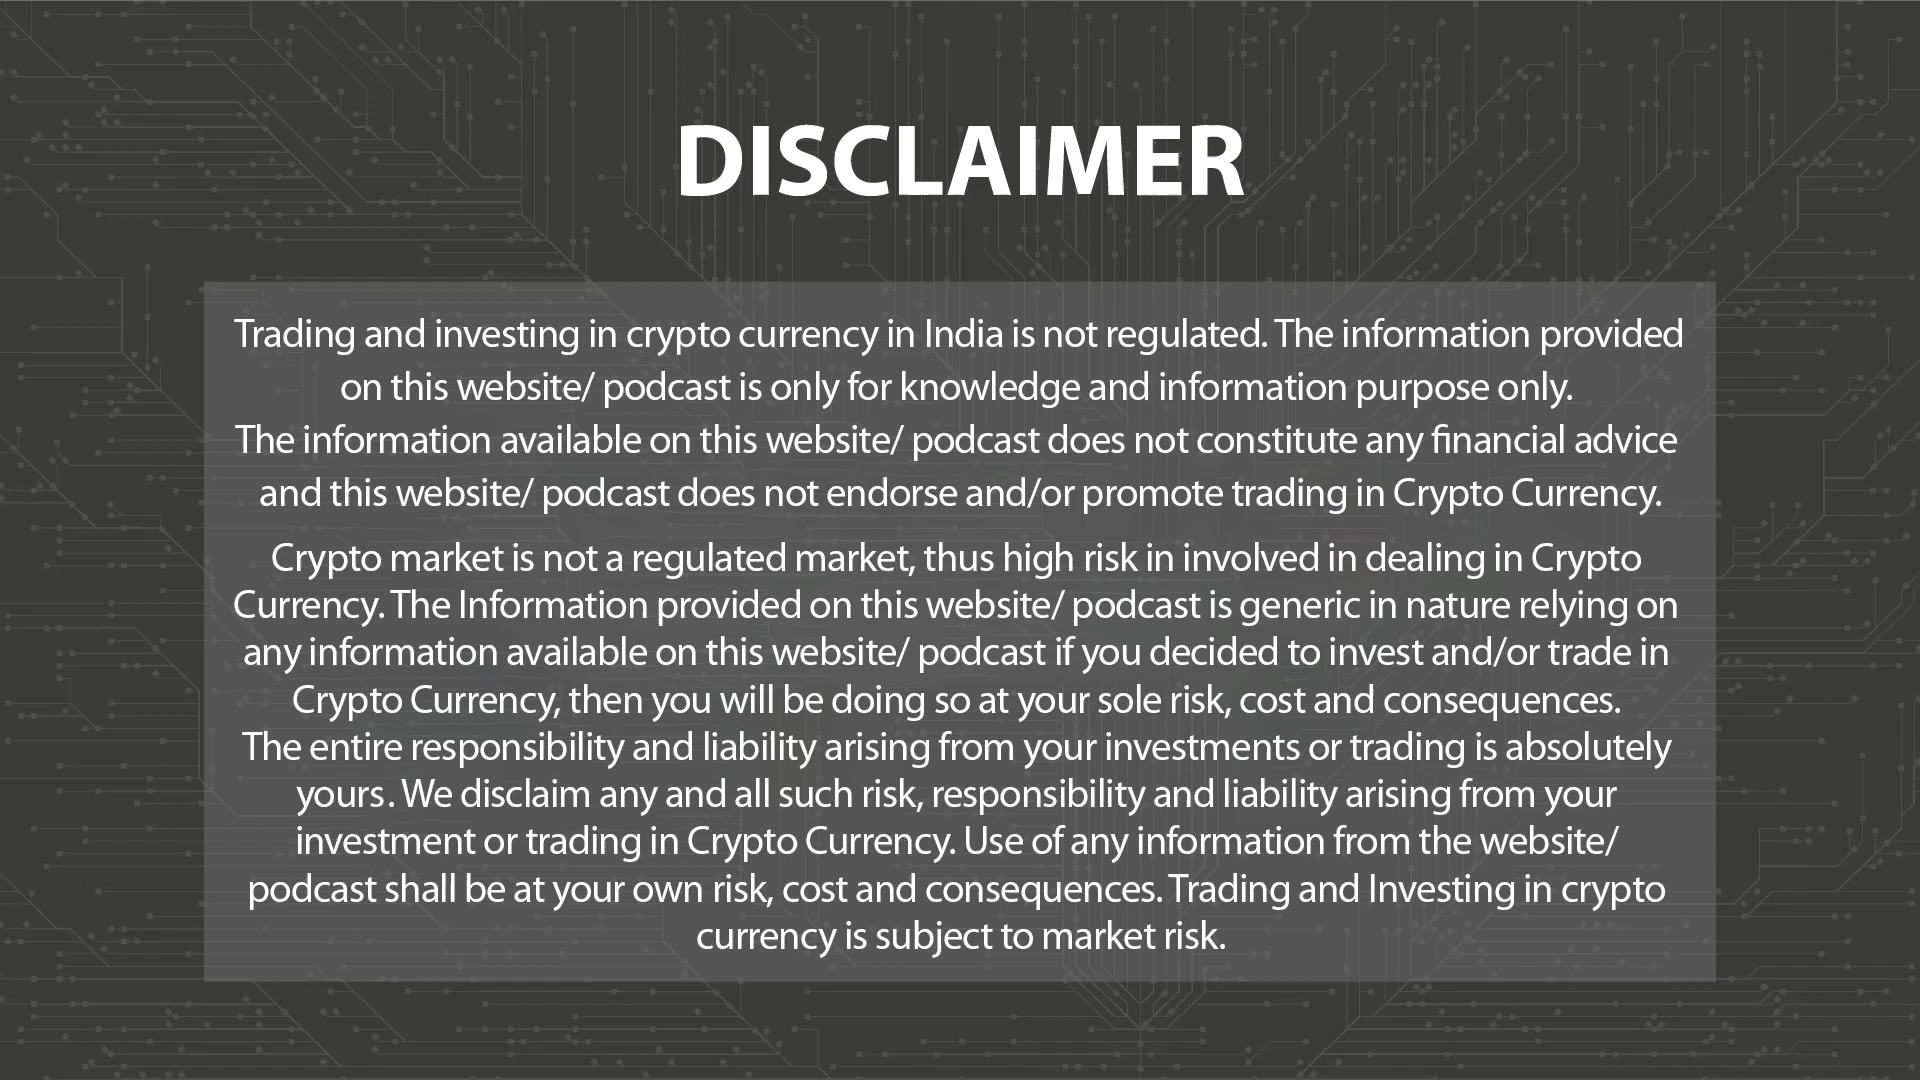 DISCLAIMER
Trading and investing in crypto currency in India is not regulated. The information provided
on this website/ podcast is only for knowledge and information purpose only.
The information available on this website/ podcast does not constitute any financial advice
and this website/ podcast does not endorse and/or promote trading in Crypto Currency.
Crypto market is not a regulated market, thus high risk in involved in dealing in Crypto
Currency. The Information provided on this website/ podcast is generic in nature relying on
any information available on this website/ podcast if you decided to invest and/or trade in
Crypto Currency, then you will be doing so at your sole risk, cost and consequences.
The entire responsibility and liability arising from your investments or trading is absolutely
yours. We disclaim any and all such risk, responsibility and liability arising from your
investment or trading in Crypto Currency. Use of any information from the website/
podcast shall be at your own risk, cost and consequences. Trading and Investing in crypto
currency is subject to market risk.